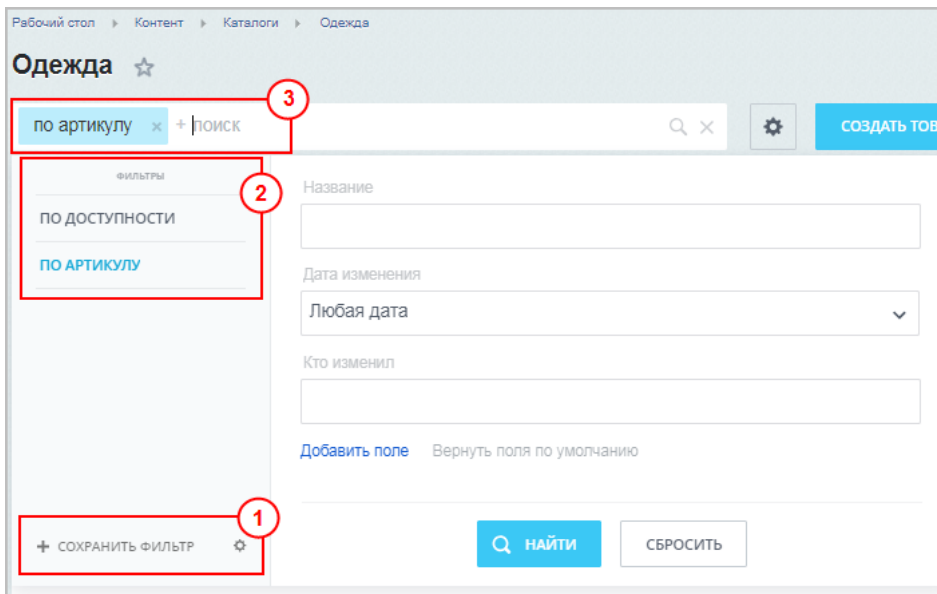 Рабочий стол Контент Каталоги Одежда
Одежда
3
по артикулу × + поиск
СОЗДАТЬ ТОВ
ФИЛЬТРЫ
2
ПО ДОСТУПНОСТИ
ПО АРТИКУЛУ
Название
Дата изменения
Любая дата
Кто изменил
Добавить поле Вернуть поля по умолчанию
1
+ СОХРАНИТЬ ФИЛЬТР
НАЙТИ
СБРОСИТЬ